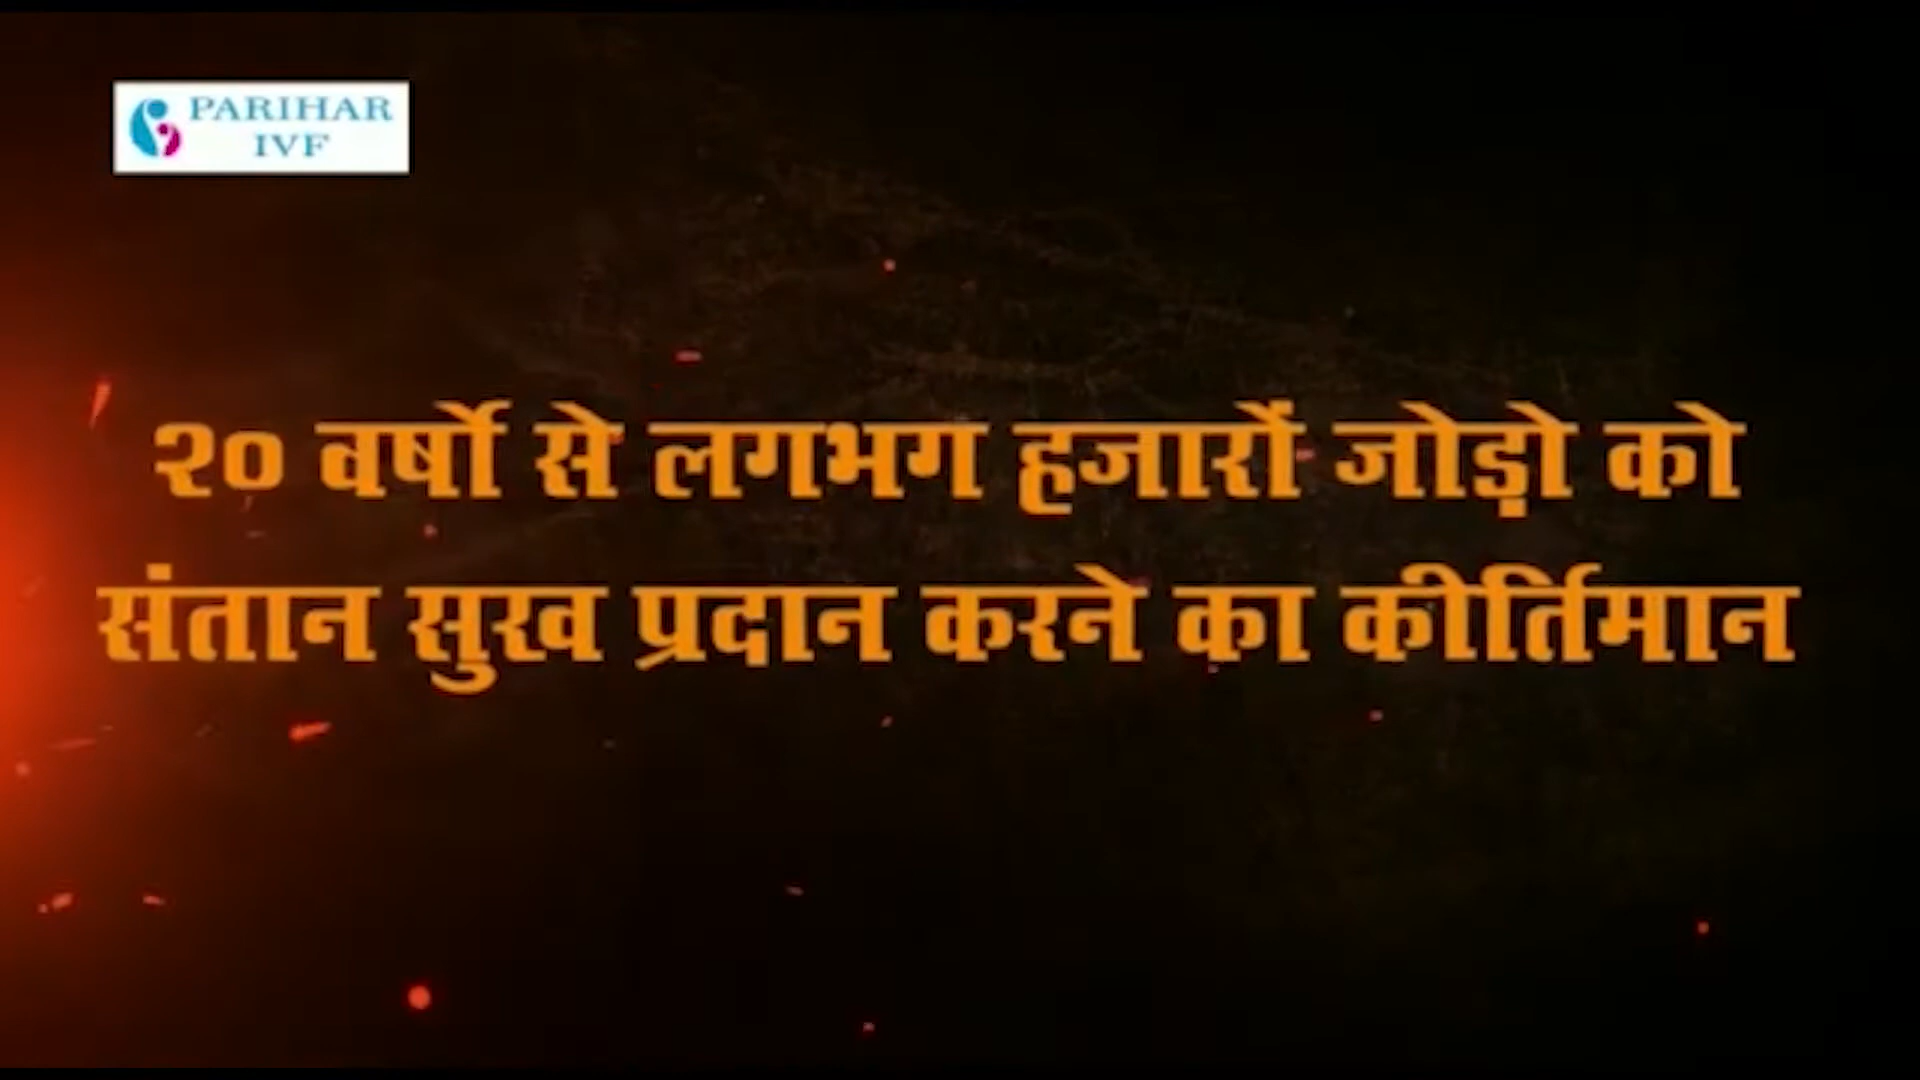 PARIHAR
IVF
२० वर्षो से लगभग हजारों जोड़ो को
संतान सुख प्रदान करने का कीर्तिमान